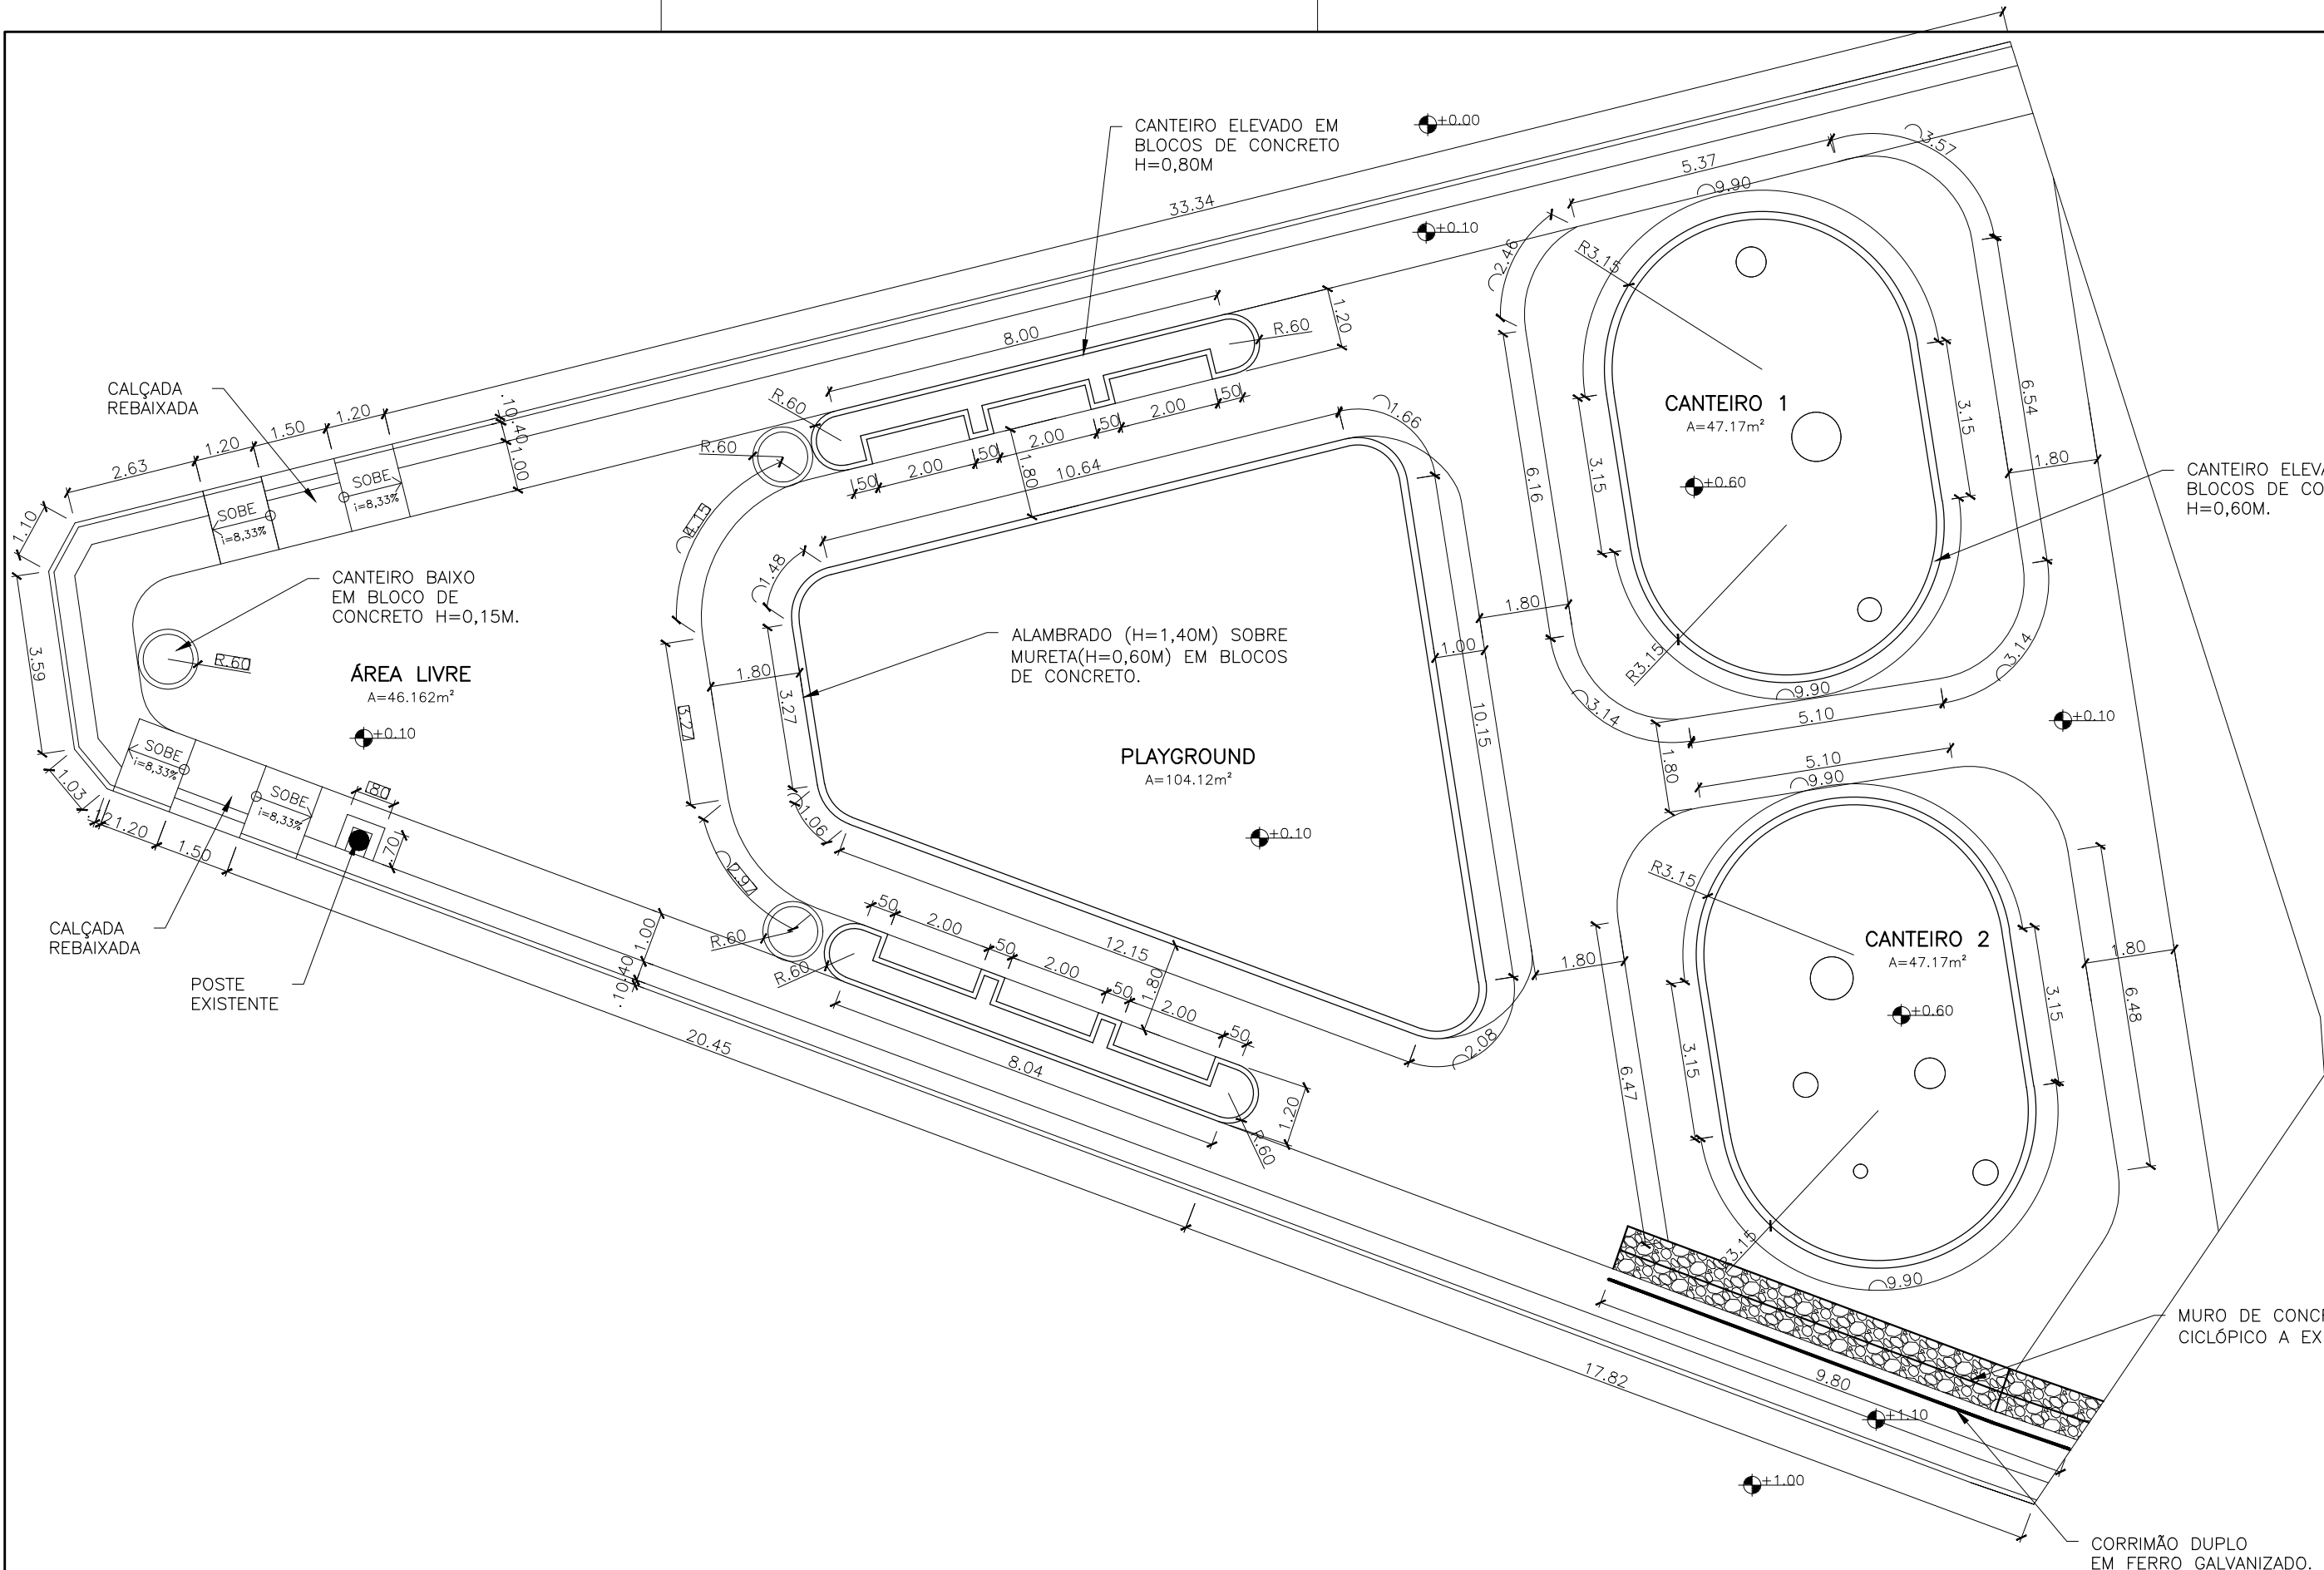 CANTEIRO ELEVADO EM
BLOCOS DE CONCRETO
H=0,80M
+0.00
+0.10
33.34
5.37
3.57
9.90
2.46
R3.15
8.00
1.20
R.60
CALÇADA
REBAIXADA
2.63
1.20
1.50
1.20
.10
.40
1.00
1.10
SOBE
i=8,33%
SOBE
i=8,33%
R.60
R.60
.50
2.00
.50
2.00
.50
2.00
.50
1.80
10.64
1.66
CANTEIRO 1
A=47.17m²
+0.60
3.15
3.15
6.54
6.16
1.80
CANTEIRO ELEVA
BLOCOS DE CO
H=0,60M.
4.15
1.48
CANTEIRO BAIXO
EM BLOCO DE
CONCRETO H=0,15M.
3.59
R.60
ÁREA LIVRE
A=46.162m²
+0.10
ALAMBRADO (H=1,40M) SOBRE
MURETA(H=0,60M) EM BLOCOS
DE CONCRETO.
1.80
3.27
3.27
1.80
1.00
R3.15
9.90
3.14
3.14
5.10
+0.10
10.15
PLAYGROUND
A=104.12m²
+0.10
1.80
5.10
9.90
SOBE
i=8,33%
SOBE
i=8,33%
.80
.70
1.03
.12
1.20
1.50
1.06
2.97
R3.15
CANTEIRO 2
A=47.17m²
+0.60
3.15
3.15
1.80
6.48
1.80
6.47
CALÇADA
REBAIXADA
POSTE
EXISTENTE
1.00
.40
.10
R.60
R.60
.50
2.00
.50
2.00
.50
2.00
.50
12.15
1.80
2.08
20.45
8.04
1.20
R.60
R3.15
9.90
MURO DE CONCR
CICLÓPICO A EX
17.82
9.80
+1.10
+1.00
CORRIMÃO DUPLO
EM FERRO GALVANIZADO.